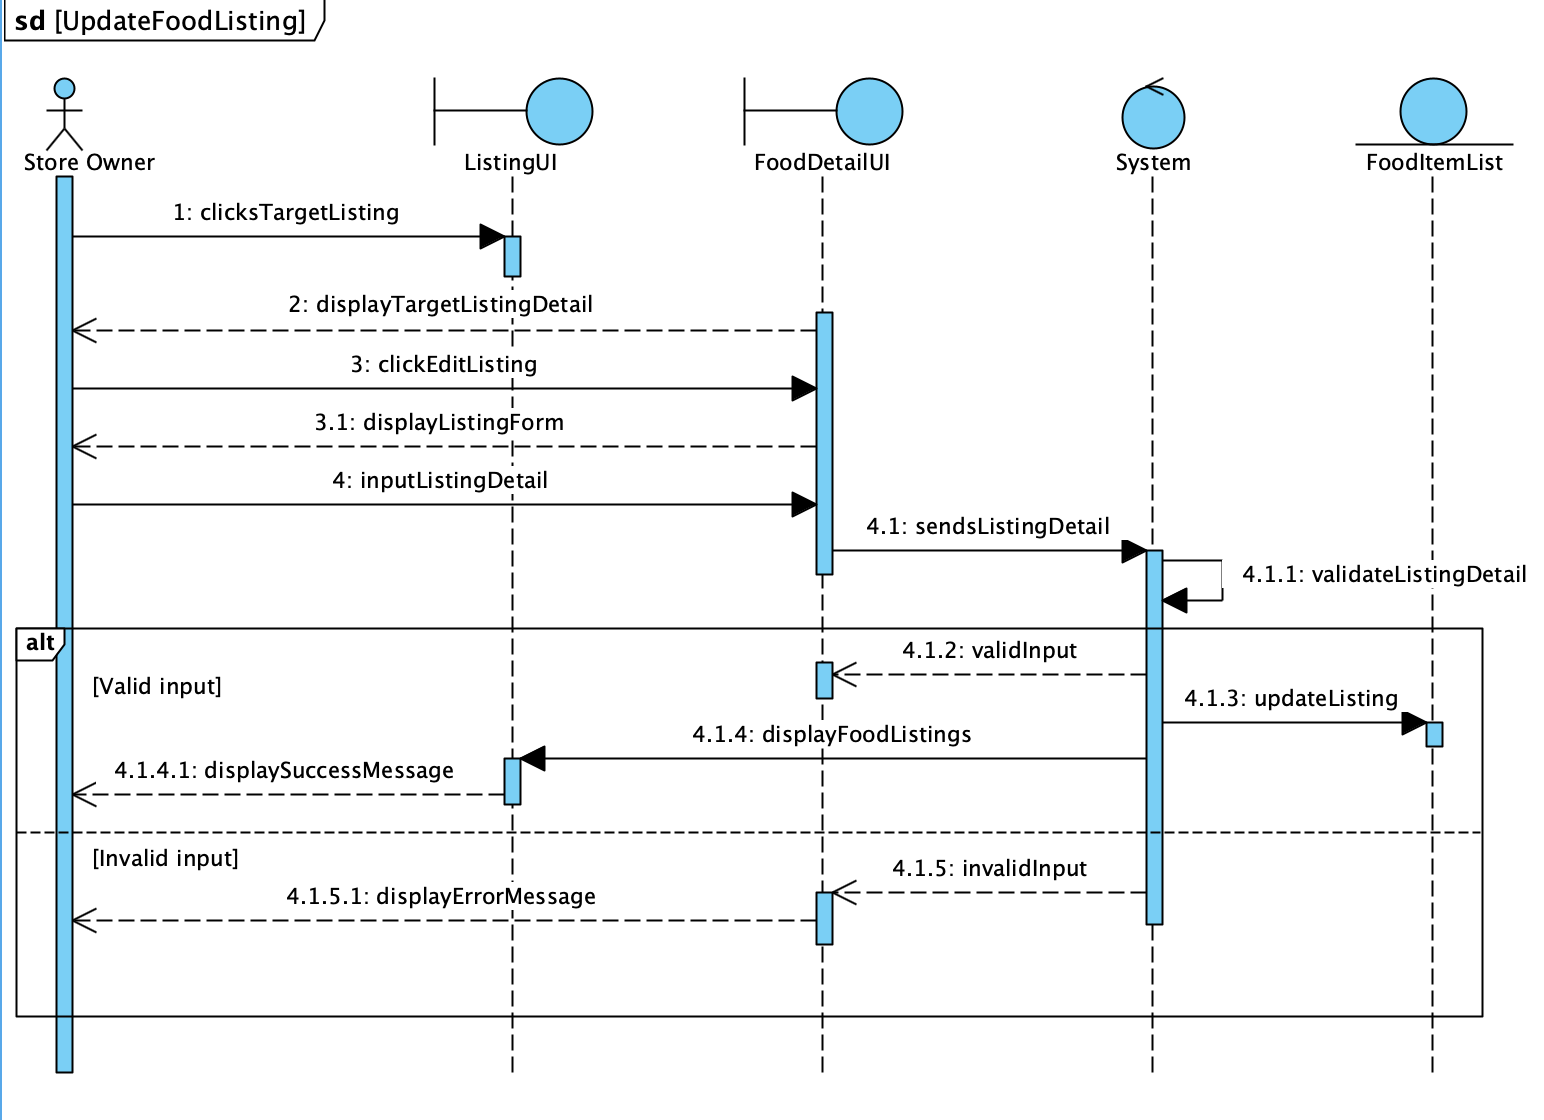 sd [UpdateFoodListing]
Store Owner
ListingUI
FoodDetailUI
System
FoodItemList
1: clicksTargetListing
2: displayTargetListingDetail
3: clickEditListing
3.1: displayListingForm
4: inputListingDetail
4.1: sendsListingDetail
4.1.1: validateListingDetail
alt
4.1.2: validInput
[Valid input]
4.1.3: updateListing
4.1.4: displayFoodListings
4.1.4.1: displaySuccessMessage
[Invalid input]
4.1.5: invalidInput
4.1.5.1: displayErrorMessage